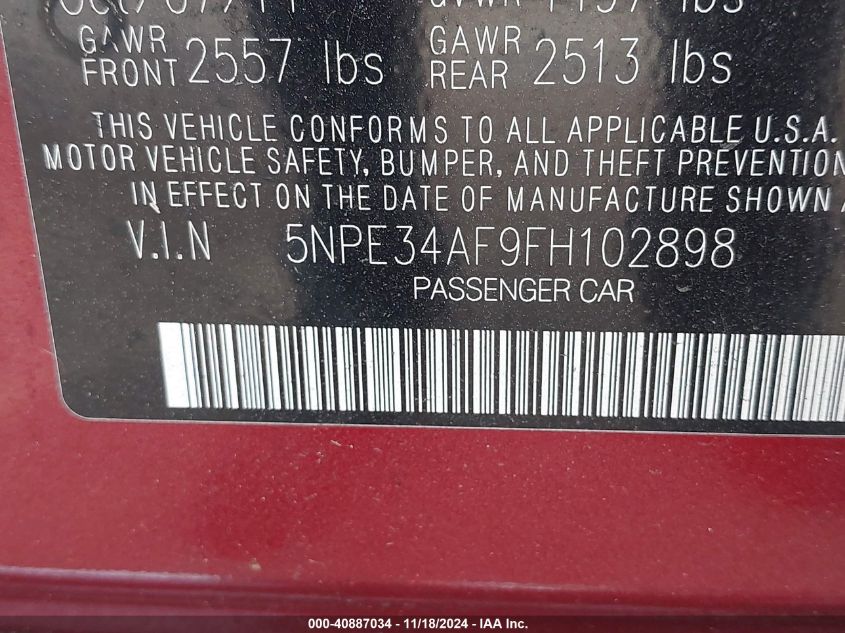 GAWR FRONT 2557 lbs GAWR REAR 2513 lbs
THIS VEHICLE CONFORMS TO ALL APPLICABLE U.S.A.
MOTOR VEHICLE SAFETY, BUMPER, AND THEFT PREVENTION
IN EFFECT ON THE DATE OF MANUFACTURE SHOWN
V.I.N 5NPE34AF9FH102898
PASSENGER CAR
000-40887034 - 11/18/2024 - IAA Inc.